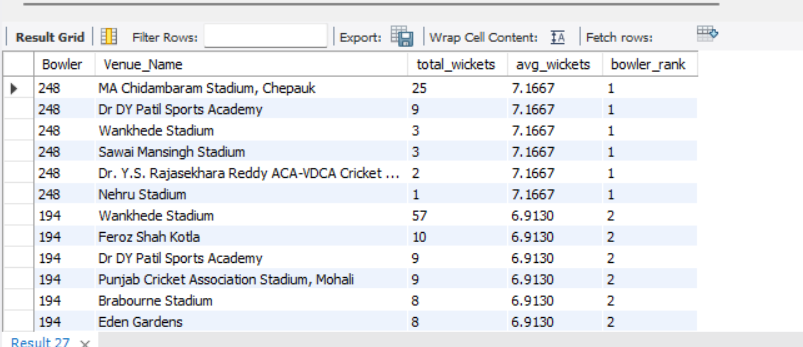 Result Grid Filter Rows: Export: Wrap Cell Content: IA Fetch rows:
Bowler Venue_Name total_wickets avg_wickets bowler_rank
248 MA Chidambaram Stadium, Chepauk 25 7.1667 1
248 Dr DY Patil Sports Academy 9 7.1667 1
248 Wankhede Stadium 3 7.1667 1
248 Sawai Mansingh Stadium 3 7.1667 1
248 Dr. Y.S. Rajasekhara Reddy ACA-VDCA Cricket ... 2 7.1667 1
248 Nehru Stadium 1 7.1667 1
194 Wankhede Stadium 57 6.9130 2
194 Feroz Shah Kotla 10 6.9130 2
194 Dr DY Patil Sports Academy 9 6.9130 2
194 Punjab Cricket Association Stadium, Mohali 9 6.9130 2
194 Brabourne Stadium 8 6.9130 2
194 Eden Gardens 8 6.9130 2
Result 27 ×